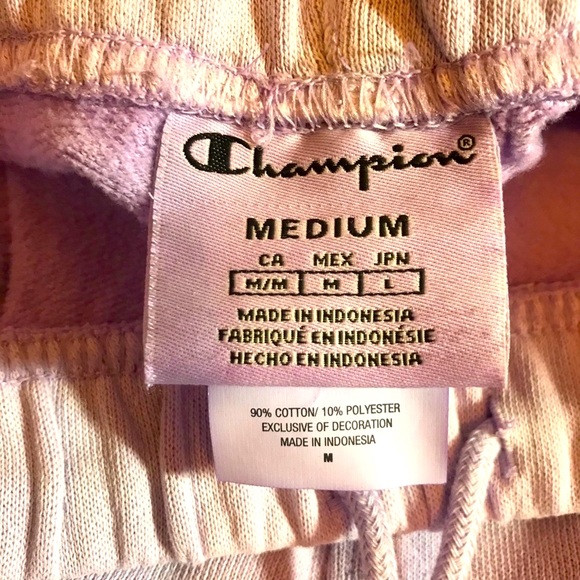 Champion®
MEDIUM
CA MEX JPN
M/M M L
MADE IN INDONESIA
FABRIQUÉ EN INDONÉSIE
HECHO EN INDONESIA
90% COTTON/ 10% POLYESTER
EXCLUSIVE OF DECORATION
MADE IN INDONESIA
M